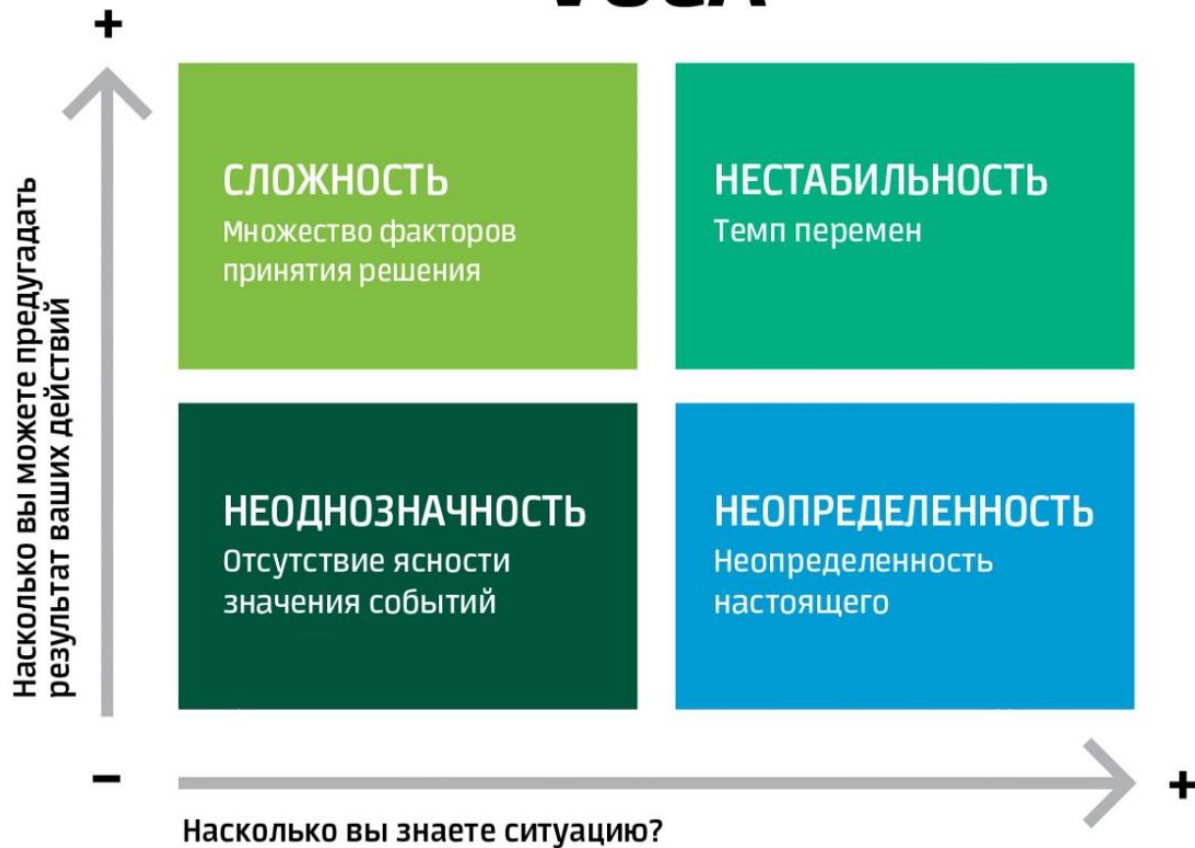 VUCA
+
Насколько вы можете предугадать
результат ваших действий
СЛОЖНОСТЬ
Множество факторов
принятия решения
НЕСТАБИЛЬНОСТЬ
Темп перемен
НЕОДНОЗНАЧНОСТЬ
Отсутствие ясности
значения событий
НЕОПРЕДЕЛЕННОСТЬ
Неопределенность
настоящего
–
+
Насколько вы знаете ситуацию?